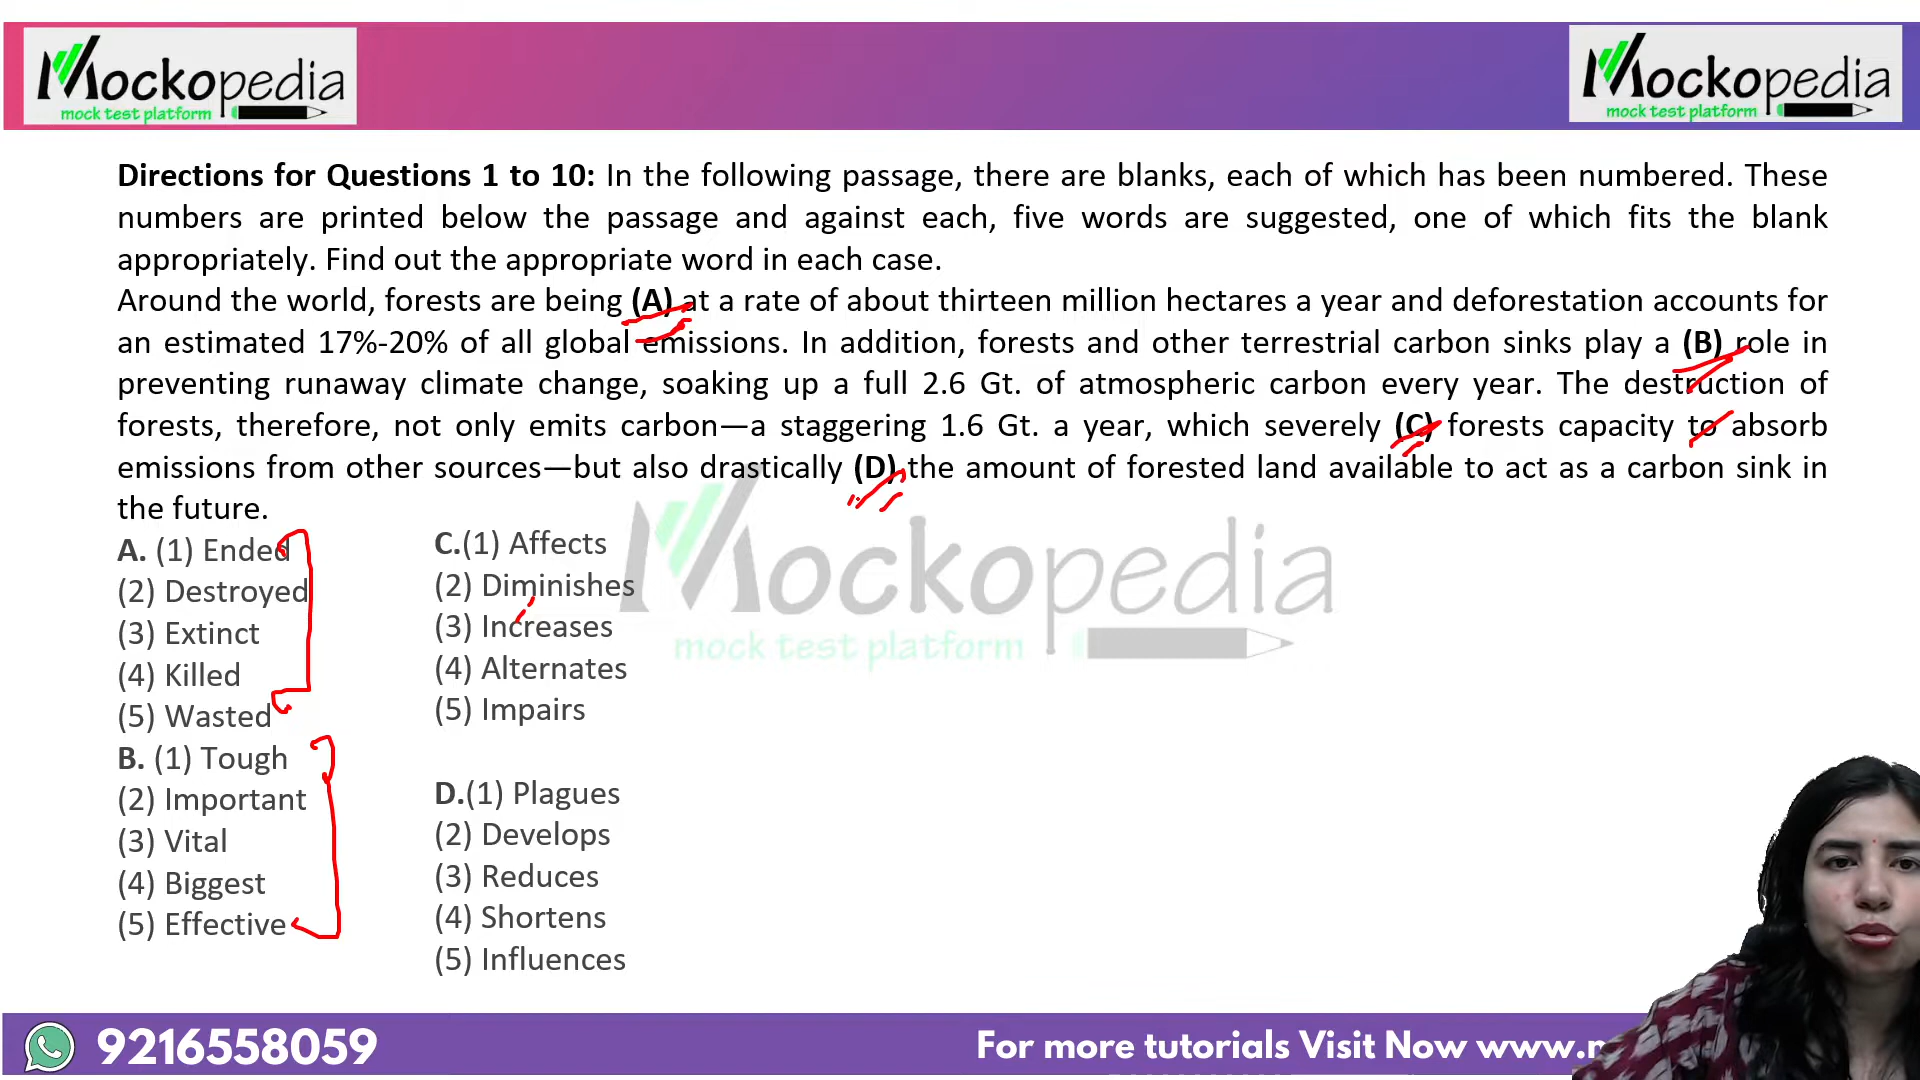 Mockopedia
mock test platform
Mockopedia
mock test platform
Directions for Questions 1 to 10: In the following passage, there are blanks, each of which has been numbered. These
numbers are printed below the passage and against each, five words are suggested, one of which fits the blank
appropriately. Find out the appropriate word in each case.
Around the world, forests are being (A) at a rate of about thirteen million hectares a year and deforestation accounts for
an estimated 17%-20% of all global emissions. In addition, forests and other terrestrial carbon sinks play a (B) role in
preventing runaway climate change, soaking up a full 2.6 Gt. of atmospheric carbon every year. The destruction of
forests, therefore, not only emits carbon—a staggering 1.6 Gt. a year, which severely (C) forests capacity to absorb
emissions from other sources—but also drastically (D) the amount of forested land available to act as a carbon sink in
the future.
A. (1) Ended
(2) Destroyed
(3) Extinct
(4) Killed
(5) Wasted
B. (1) Tough
(2) Important
(3) Vital
(4) Biggest
(5) Effective
C.(1) Affects
(2) Diminishes
(3) Increases
(4) Alternates
(5) Impairs
D.(1) Plagues
(2) Develops
(3) Reduces
(4) Shortens
(5) Influences
Mockopedia
mock test platform
9216558059
For more tutorials Visit Now www.